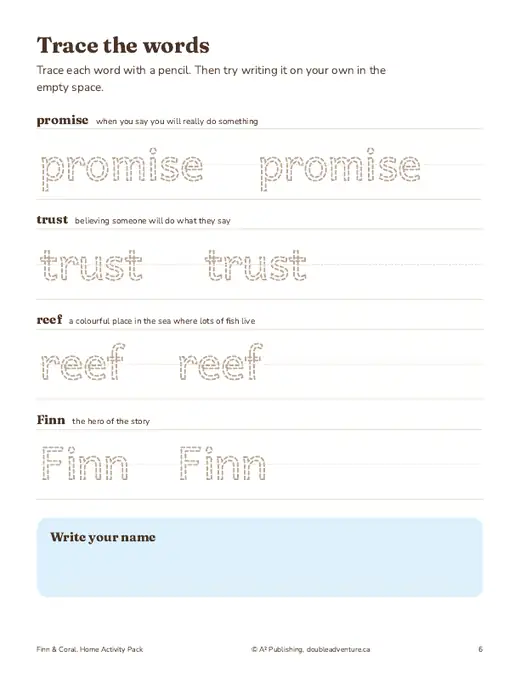 Trace the words
Trace each word with a pencil. Then try writing it on your own in the
empty space.
promise when you say you will really do something
promise promise
trust believing someone will do what they say
trust trust
reef a colourful place in the sea where lots of fish live
reef reef
Finn the hero of the story
Finn Finn
Write your name
Finn & Coral. Home Activity Pack © A² Publishing, doubleadventure.ca 6